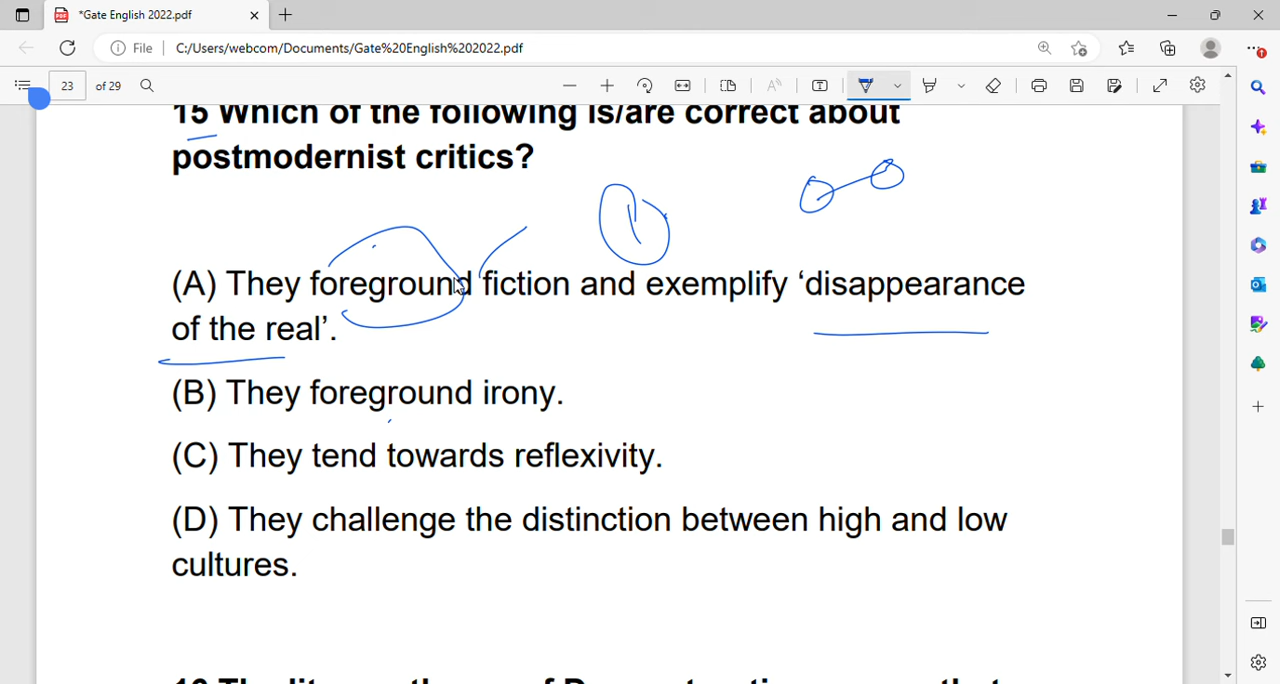 *Gate English 2022.pdf
File
C:/Users/webcom/Documents/Gate%20English%202022.pdf
23
of 29
15 Which of the following is/are correct about
postmodernist critics?
(A) They foreground fiction and exemplify ‘disappearance
of the real’.
(B) They foreground irony.
(C) They tend towards reflexivity.
(D) They challenge the distinction between high and low
cultures.